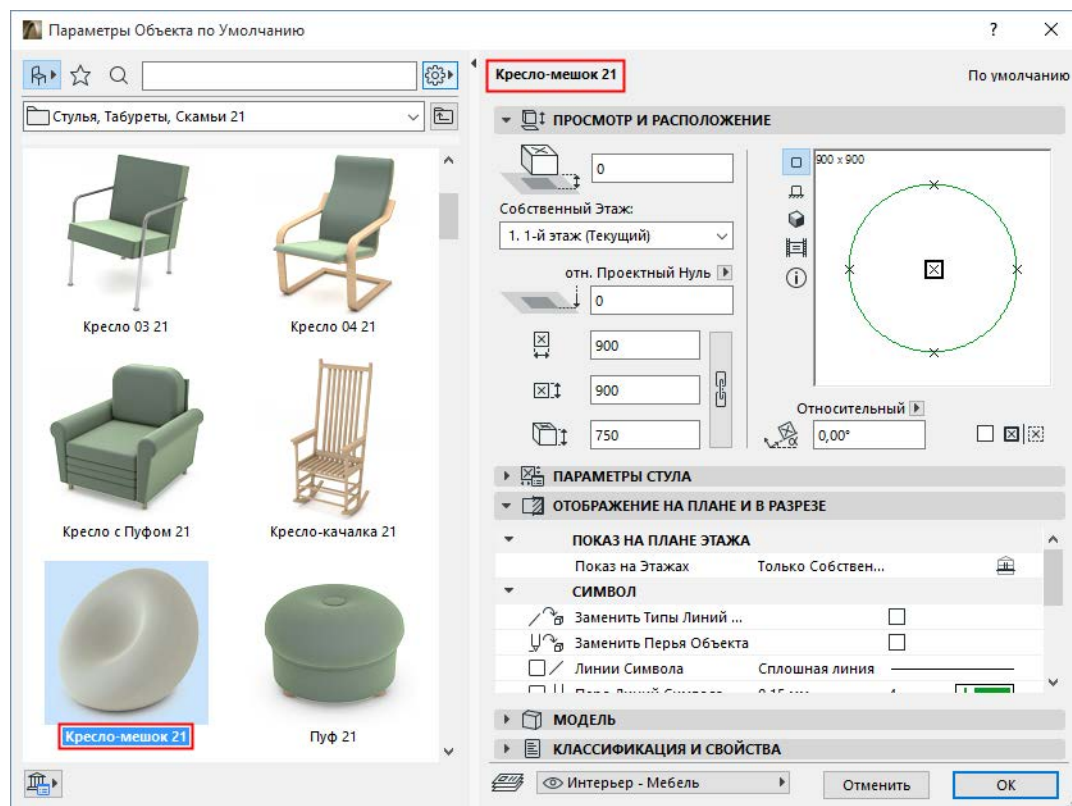 Параметры Объекта по Умолчанию
?
Стулья, Табуреты, Скамьи 21
Кресло 03 21
Кресло 04 21
Кресло с Пуфом 21
Кресло-качалка 21
Кресло-мешок 21
Пуф 21
Кресло-мешок 21
По умолчанию
ПРОСМОТР И РАСПОЛОЖЕНИЕ
0
Собственный Этаж:
1. 1-й этаж (Текущий)
отн. Проектный Нуль
0
900
900
750
900 x 900
Относительный
α
0,00°
ПАРАМЕТРЫ СТУЛА
ОТОБРАЖЕНИЕ НА ПЛАНЕ И В РАЗРЕЗЕ
ПОКАЗ НА ПЛАНЕ ЭТАЖА
Показ на Этажах Только Собствен...
СИМВОЛ
Заменить Типы Линий ...
Заменить Перья Объекта
Линии Символа Сплошная линия
МОДЕЛЬ
КЛАССИФИКАЦИЯ И СВОЙСТВА
Интерьер - Мебель
Отменить
ОК